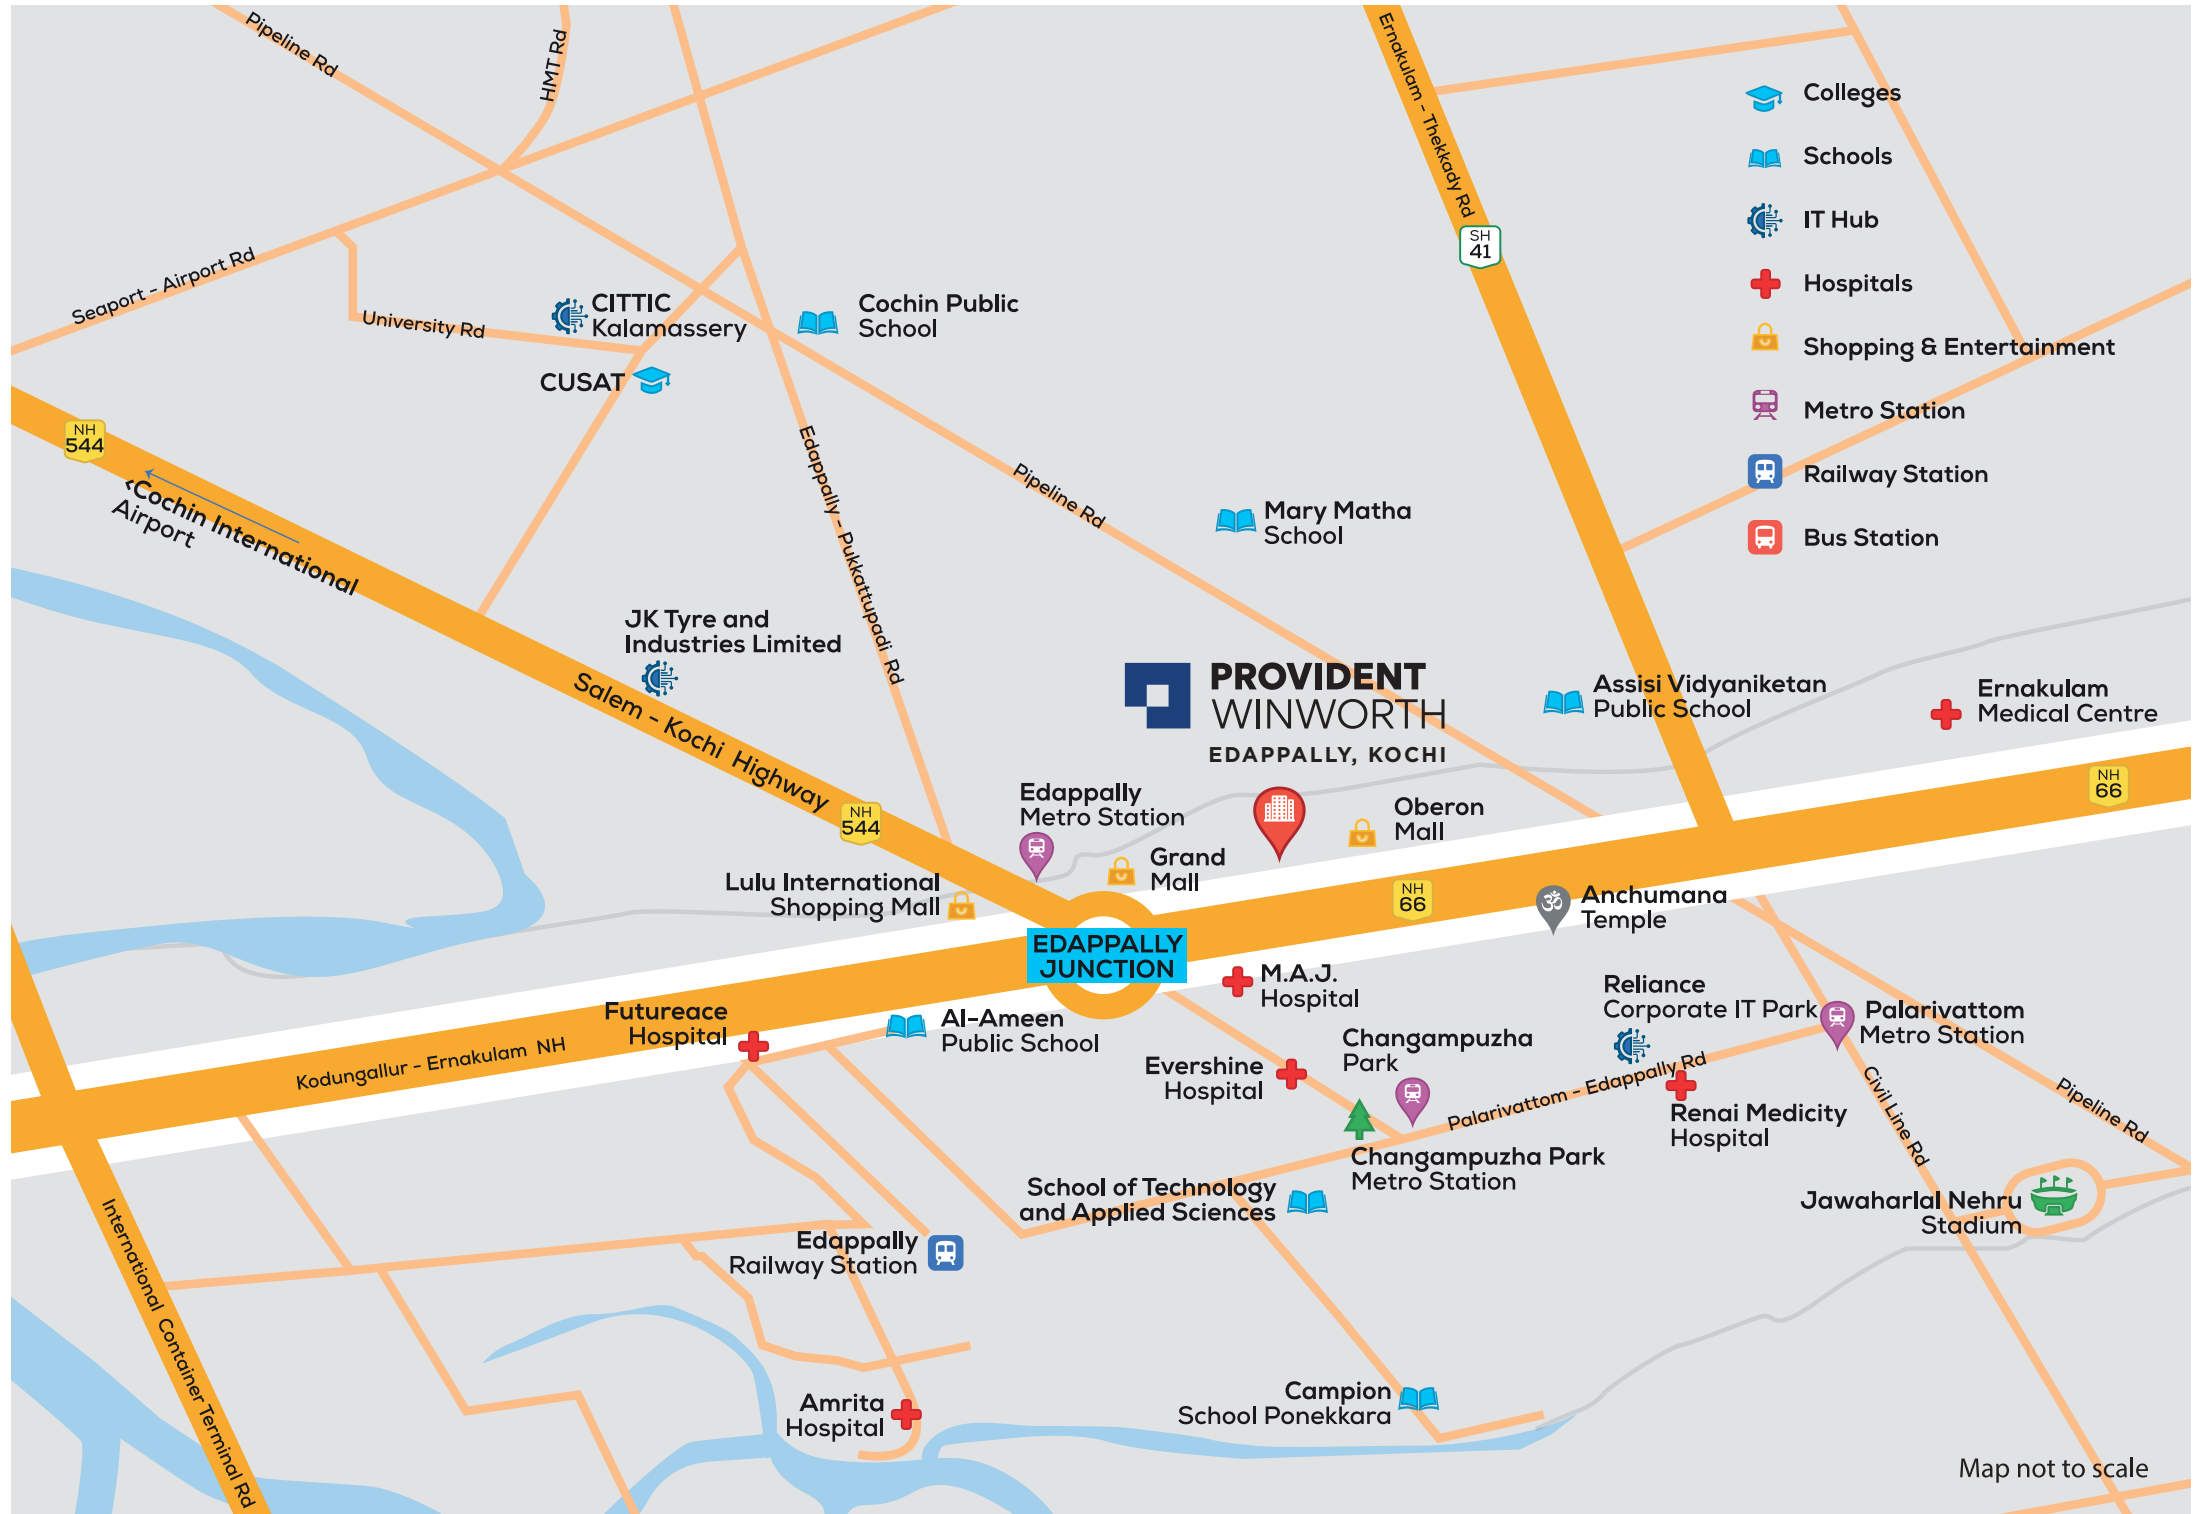 Pipeline Rd
HMT Rd
Ernakulam - Thekkady Rd
Colleges
Schools
IT Hub
Hospitals
Shopping & Entertainment
Metro Station
Railway Station
Bus Station
SH
41
Seaport - Airport Rd
University Rd
CITTIC
Kalamassery
Cochin Public
School
CUSAT
NH
544
‹Cochin International
Airport
Edappally - Pukkattupadi Rd
Pipeline Rd
Mary Matha
School
JK Tyre and
Industries Limited
Salem - Kochi Highway
PROVIDENT
WINWORTH
EDAPPALLY, KOCHI
Assisi Vidyaniketan
Public School
Ernakulam
Medical Centre
NH
66
NH
544
Edappally
Metro Station
Oberon
Mall
Grand
Mall
Lulu International
Shopping Mall
NH
66
Anchumana
Temple
ॐ
EDAPPALLY
JUNCTION
M.A.J.
Hospital
Reliance
Corporate IT Park
Palarivattom
Metro Station
Futureace
Hospital
Al-Ameen
Public School
Kodungallur - Ernakulam NH
Changampuzha
Park
Evershine
Hospital
Palarivattom - Edappally Rd
Civil Line Rd
Pipeline Rd
Renai Medicity
Hospital
Changampuzha Park
Metro Station
School of Technology
and Applied Sciences
Jawaharlal Nehru
Stadium
Edappally
Railway Station
International Container Terminal Rd
Amrita
Hospital
Campion
School Ponekkara
Map not to scale